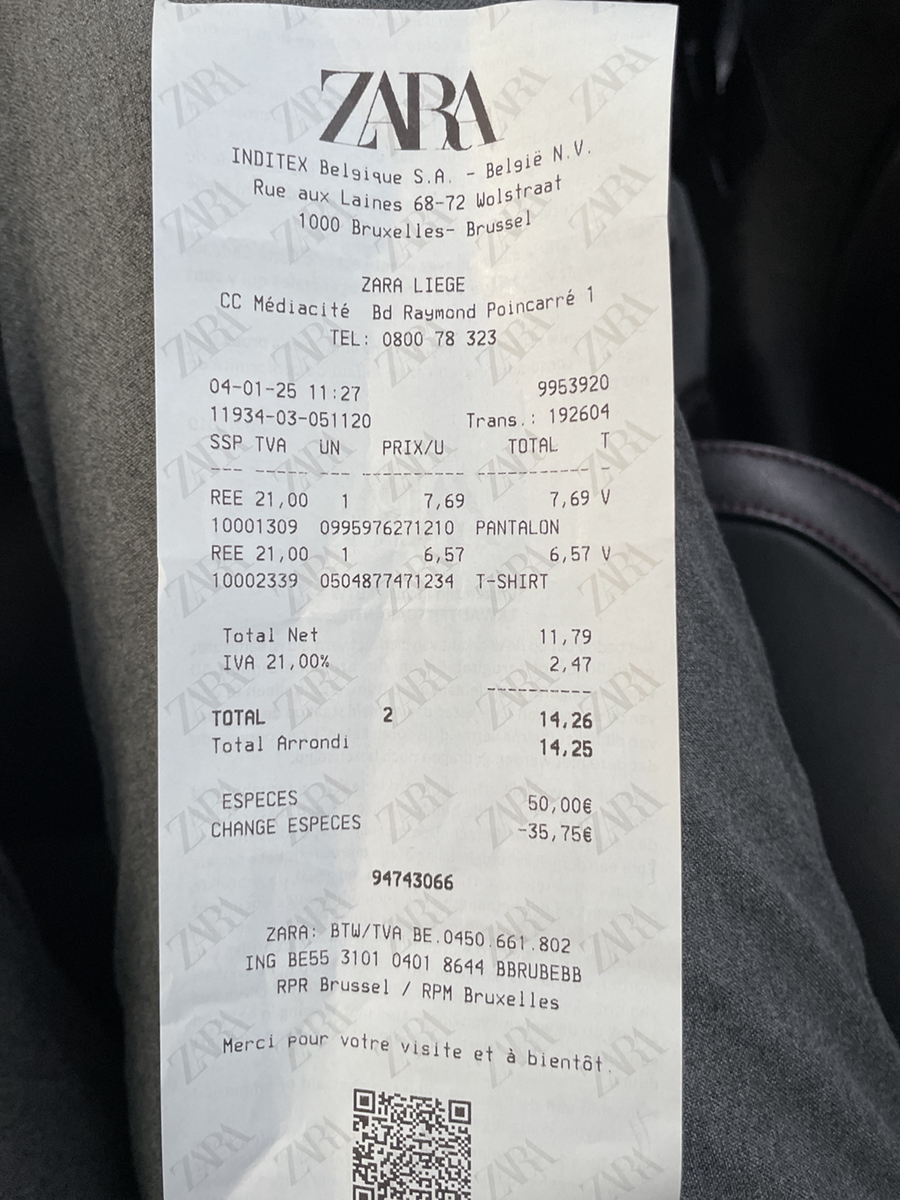 ZARA
INDITEX Belgique S.A. - België N.V.
Rue aux Laines 68-72 Wolstraat
1000 Bruxelles- Brussel
ZARA LIEGE
CC Médiacité Bd Raymond Poincarré 1
TEL: 0800 78 323
04-01-25 11:27 9953920
11934-03-051120 Trans.: 192604
SSP TVA UN PRIX/U TOTAL T
REE 21,00 1 7,69 7,69 V
10001309 0995976271210 PANTALON
REE 21,00 1 6,57 6,57 V
10002339 0504877471234 T-SHIRT
Total Net 11,79
IVA 21,00% 2,47
TOTAL 2 14,26
Total Arrondi 14,25
ESPECES 50,00€
CHANGE ESPECES -35,75€
94743066
ZARA: BTW/TVA BE.0450.661.802
ING BE55 3101 0401 8644 BBRUBEBB
RPR Brussel / RPM Bruxelles
Merci pour votre visite et à bientôt.